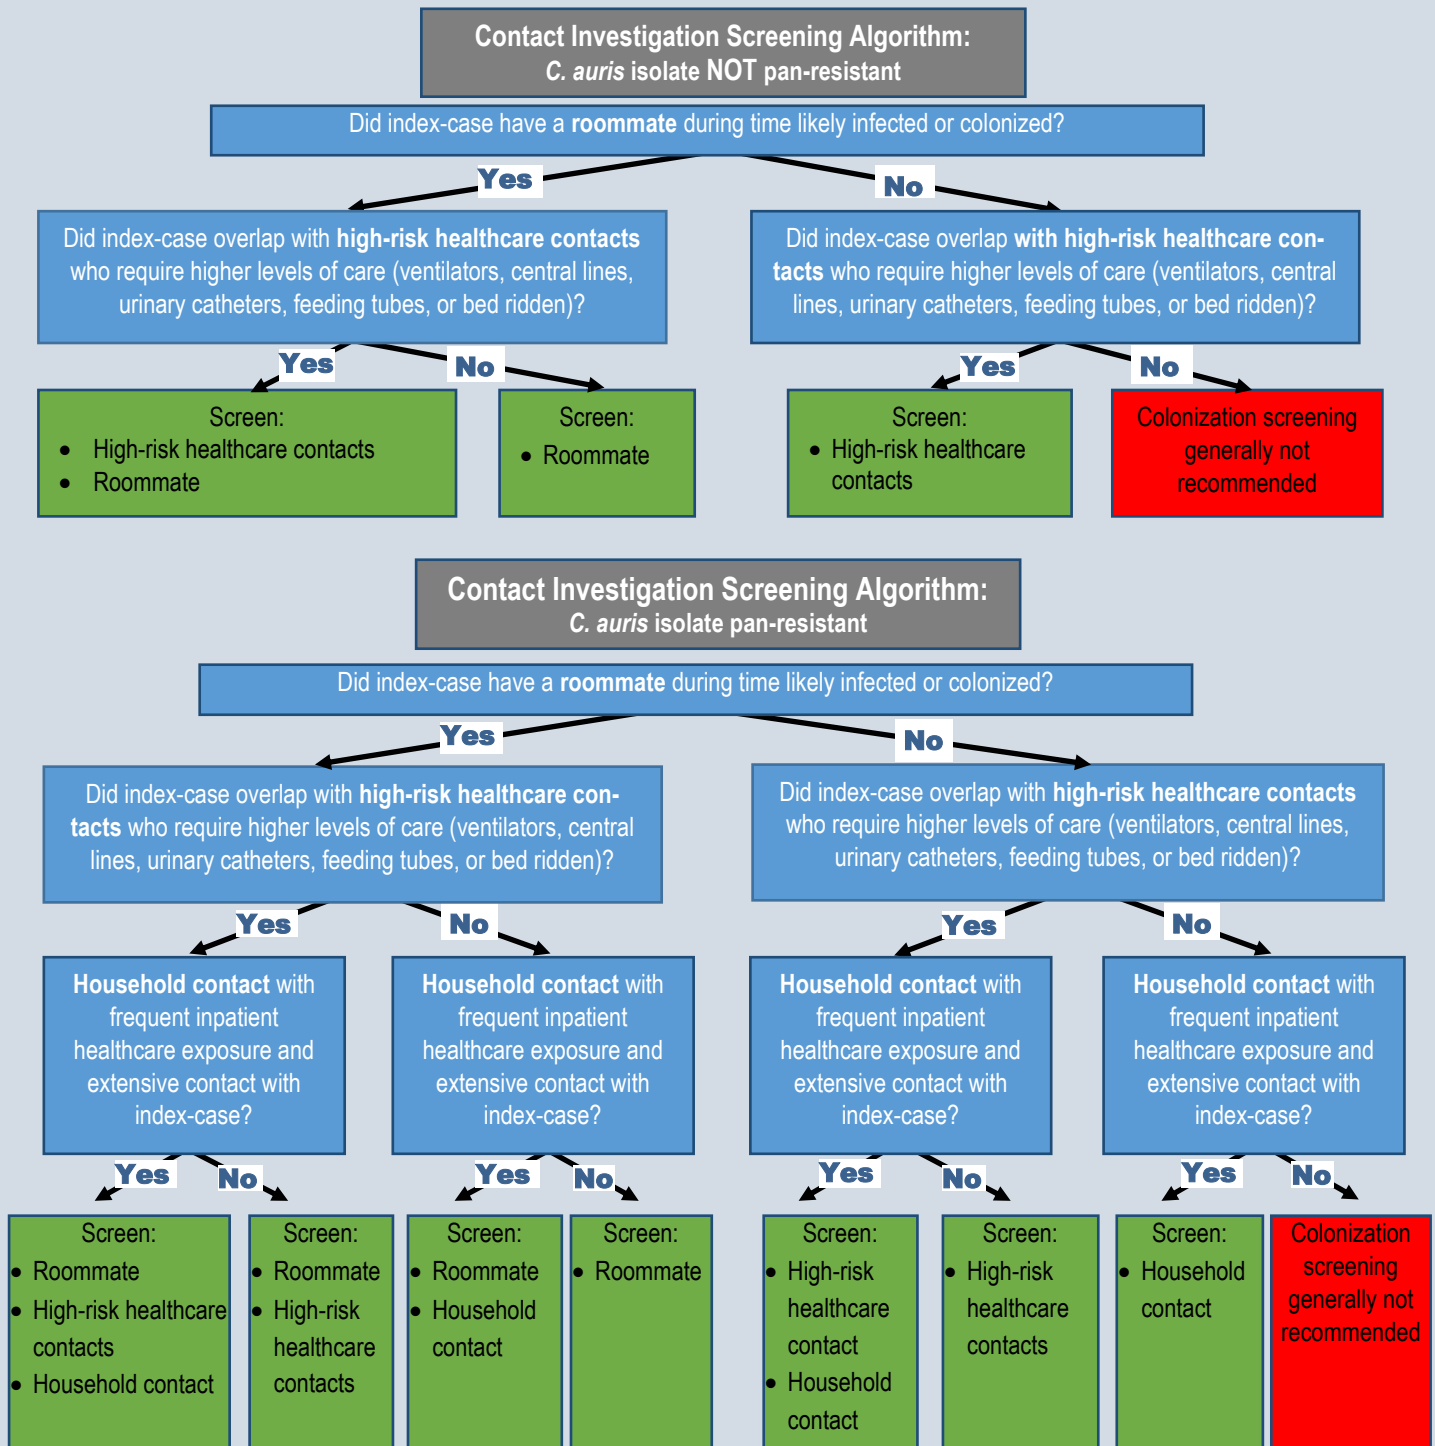 Contact Investigation Screening Algorithm:
C. auris isolate NOT pan-resistant
Did index-case have a roommate during time likely infected or colonized?
Yes
No
Did index-case overlap with high-risk healthcare contacts
who require higher levels of care (ventilators, central lines,
urinary catheters, feeding tubes, or bed ridden)?
Did index-case overlap with high-risk healthcare con-
tacts who require higher levels of care (ventilators, central
lines, urinary catheters, feeding tubes, or bed ridden)?
Yes
No
Yes
No
Screen:
• High-risk healthcare contacts
• Roommate
Screen:
• Roommate
Screen:
• High-risk healthcare
contacts
Colonization screening
generally not
recommended
Contact Investigation Screening Algorithm:
C. auris isolate pan-resistant
Did index-case have a roommate during time likely infected or colonized?
Yes
No
Did index-case overlap with high-risk healthcare con-
tacts who require higher levels of care (ventilators, central
lines, urinary catheters, feeding tubes, or bed ridden)?
Did index-case overlap with high-risk healthcare contacts
who require higher levels of care (ventilators, central lines,
urinary catheters, feeding tubes, or bed ridden)?
Yes
No
Yes
No
Household contact with
frequent inpatient
healthcare exposure and
extensive contact with
index-case?
Household contact with
frequent inpatient
healthcare exposure and
extensive contact with
index-case?
Household contact with
frequent inpatient
healthcare exposure and
extensive contact with
index-case?
Household contact with
frequent inpatient
healthcare exposure and
extensive contact with
index-case?
Yes
No
Yes
No
Yes
No
Yes
No
Screen:
• Roommate
• High-risk healthcare
contacts
• Household contact
Screen:
• Roommate
• High-risk
healthcare
contacts
Screen:
• Roommate
• Household
contact
Screen:
• Roommate
Screen:
• High-risk
healthcare
contact
• Household
contact
Screen:
• High-risk
healthcare
contacts
Screen:
• Household
contact
Colonization
screening
generally not
recommended